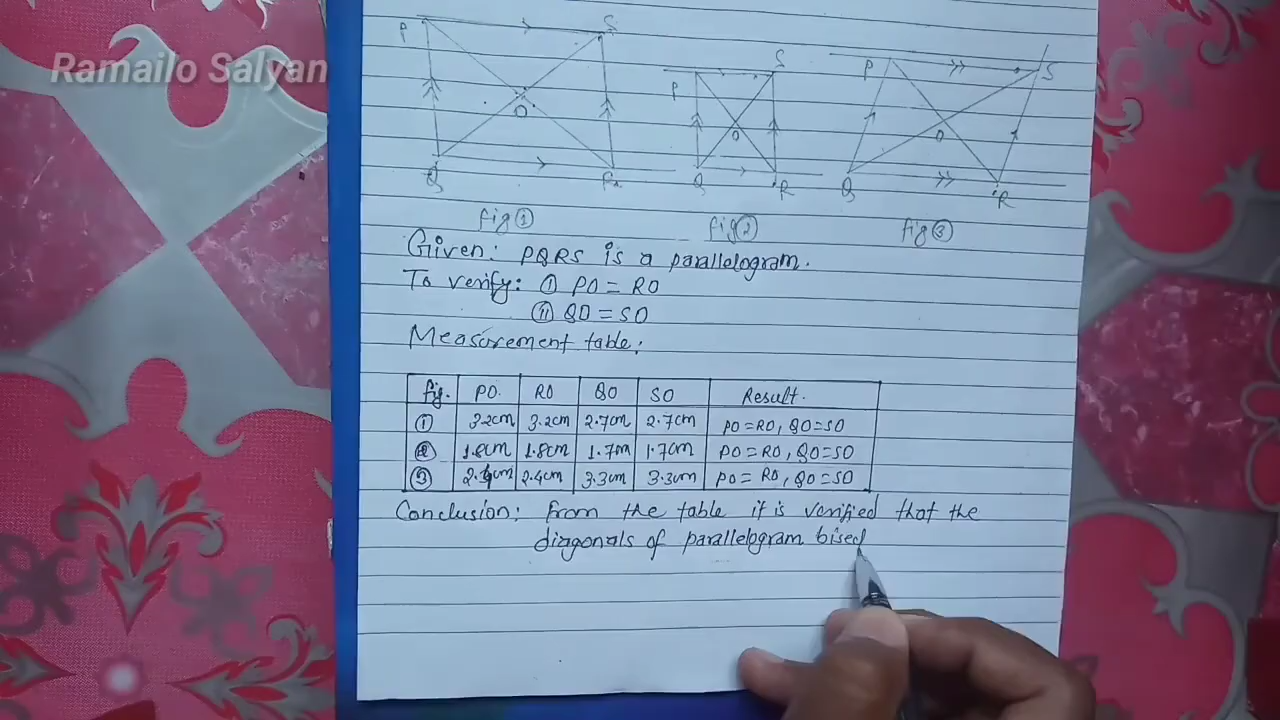 Ramailo Salyan
P S
O
Q R
P S
O
Q R
P S
O
Q R
fig ① fig ② fig ③
Given: PQRS is a parallelogram.
To verify: ⓘ PO = RO
ⓘⓘ QO = SO
Measurement table:
fig. PO. RO QO SO Result.
① 3.2cm 3.2cm 2.7cm 2.7cm PO = RO, QO = SO
② 1.8cm 1.8cm 1.7cm 1.7cm PO = RO, QO = SO
③ 2.4cm 2.4cm 3.3cm 3.3cm PO = RO, QO = SO
Conclusion: From the table it is verified that the
diagonals of parallelogram bisec